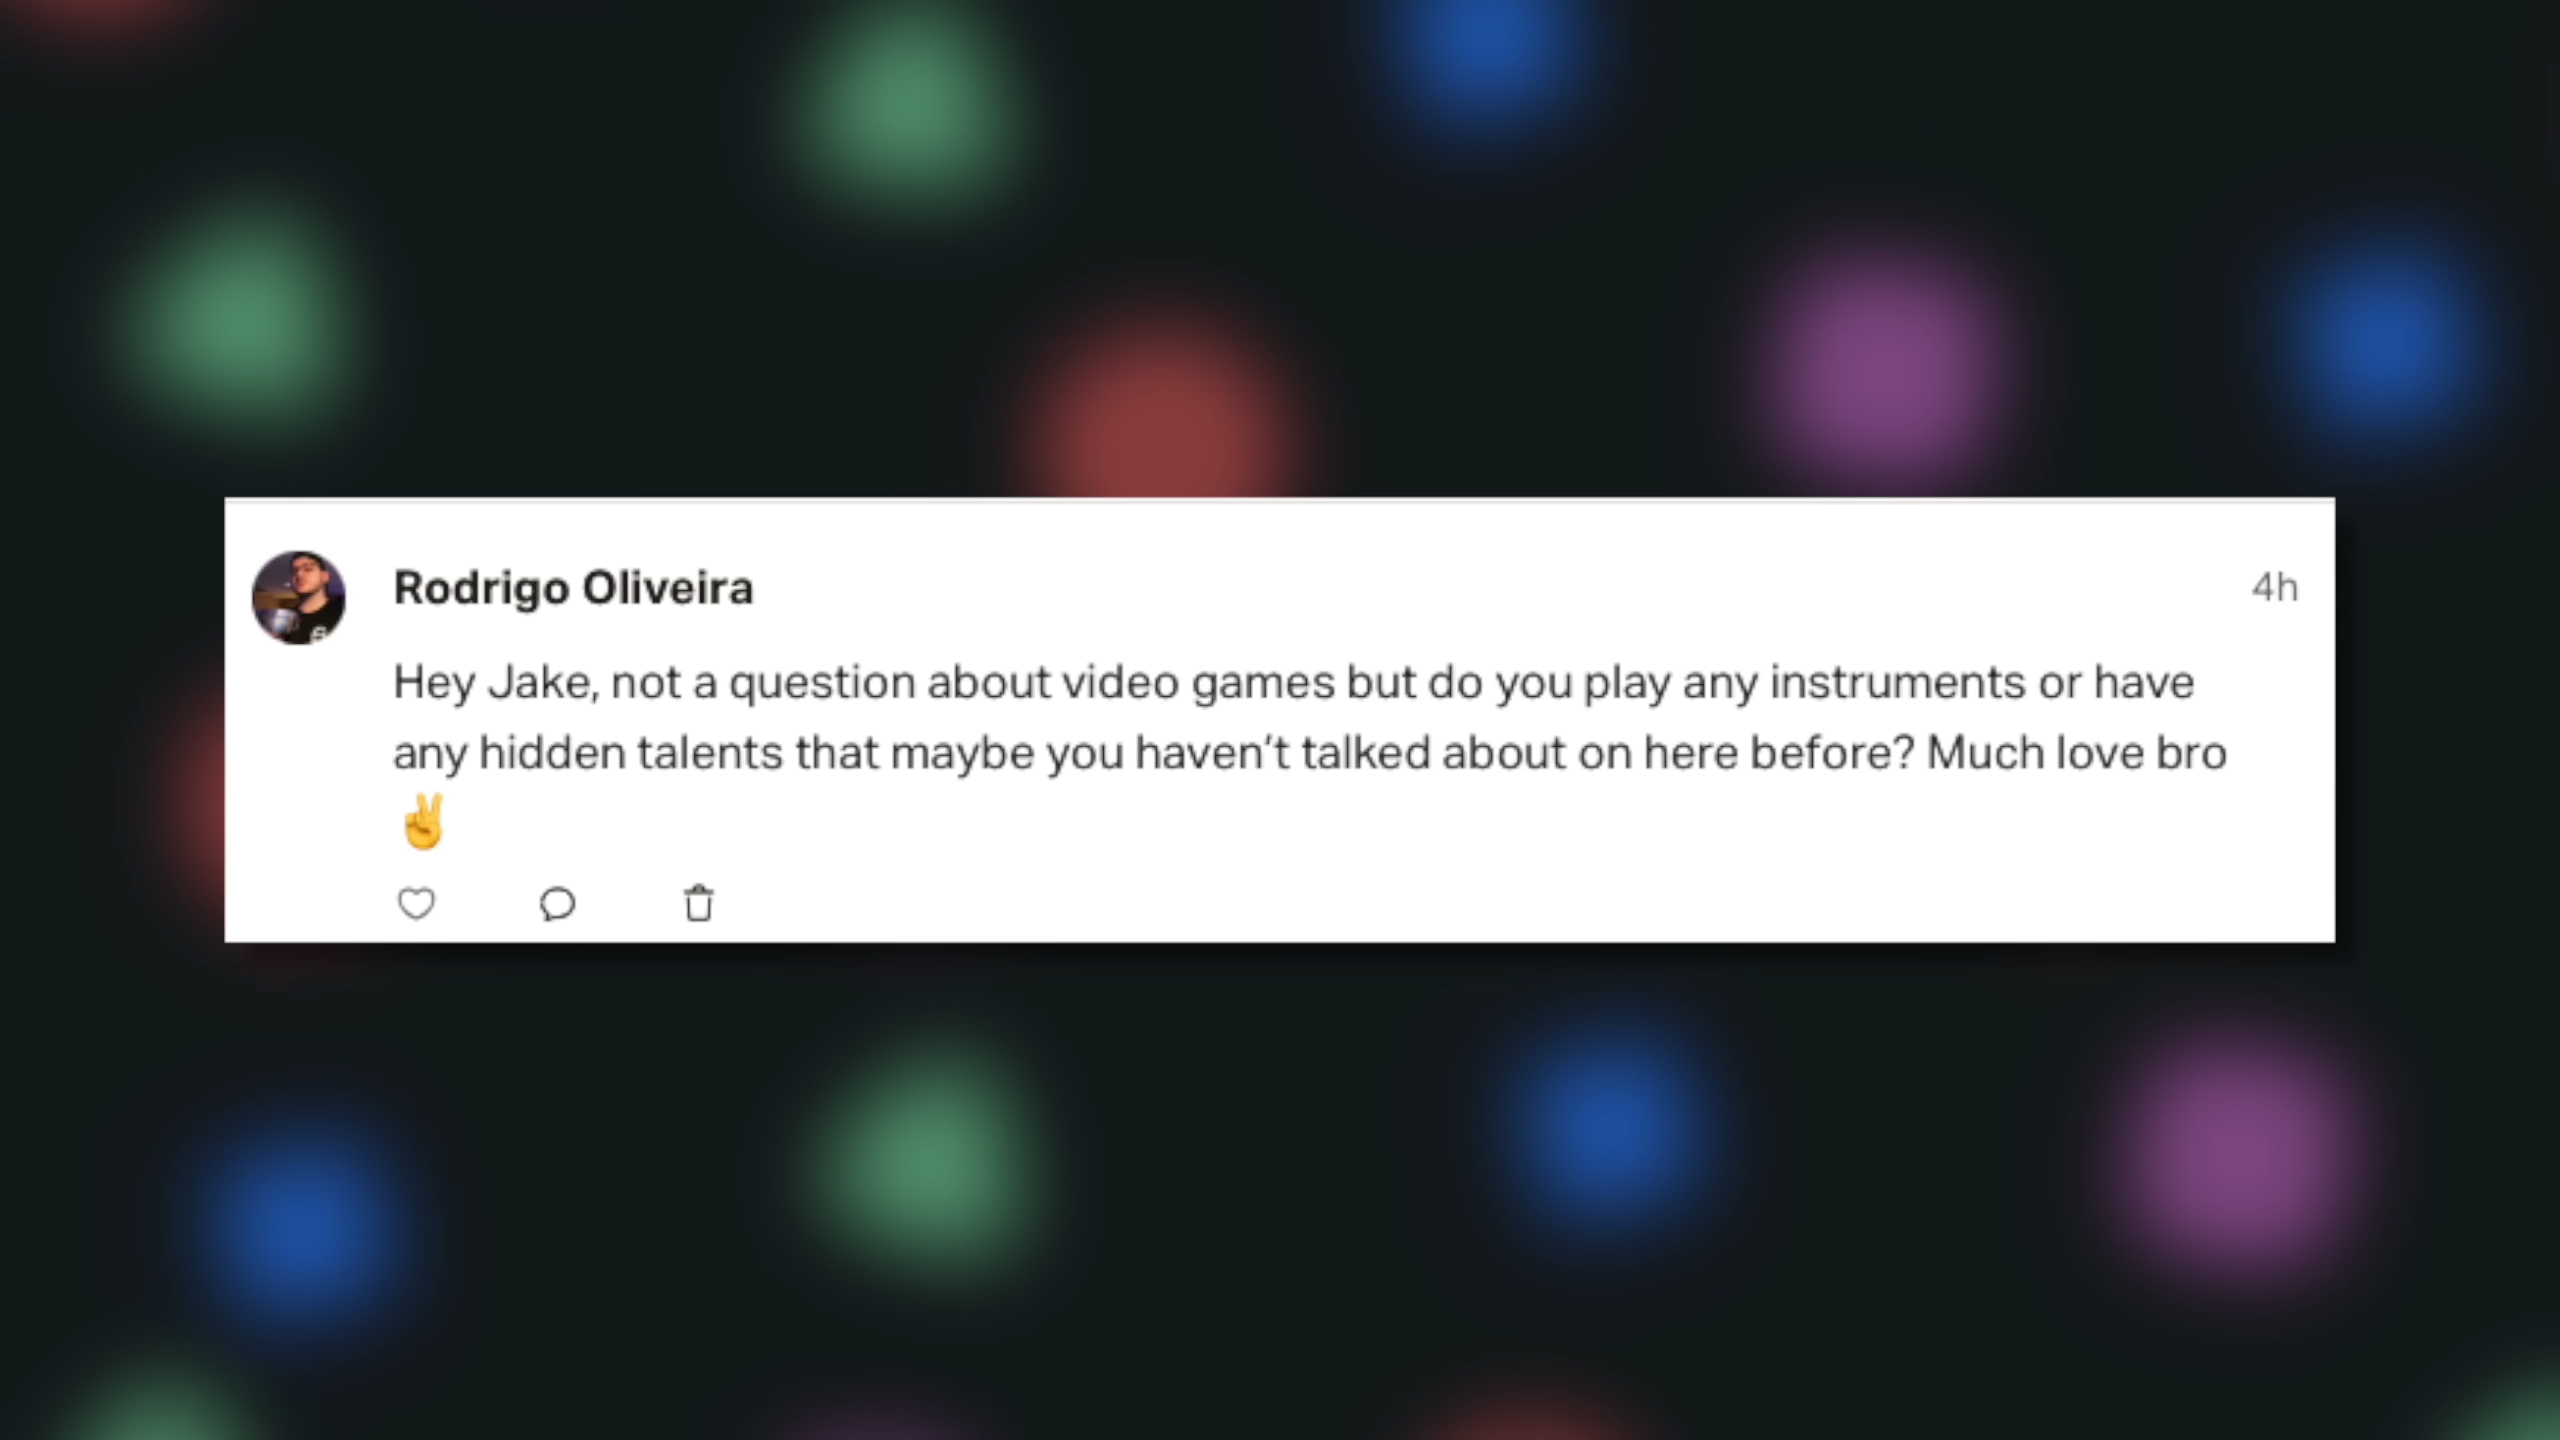 Rodrigo Oliveira
4h
Hey Jake, not a question about video games but do you play any instruments or have
any hidden talents that maybe you haven’t talked about on here before? Much love bro
✌️